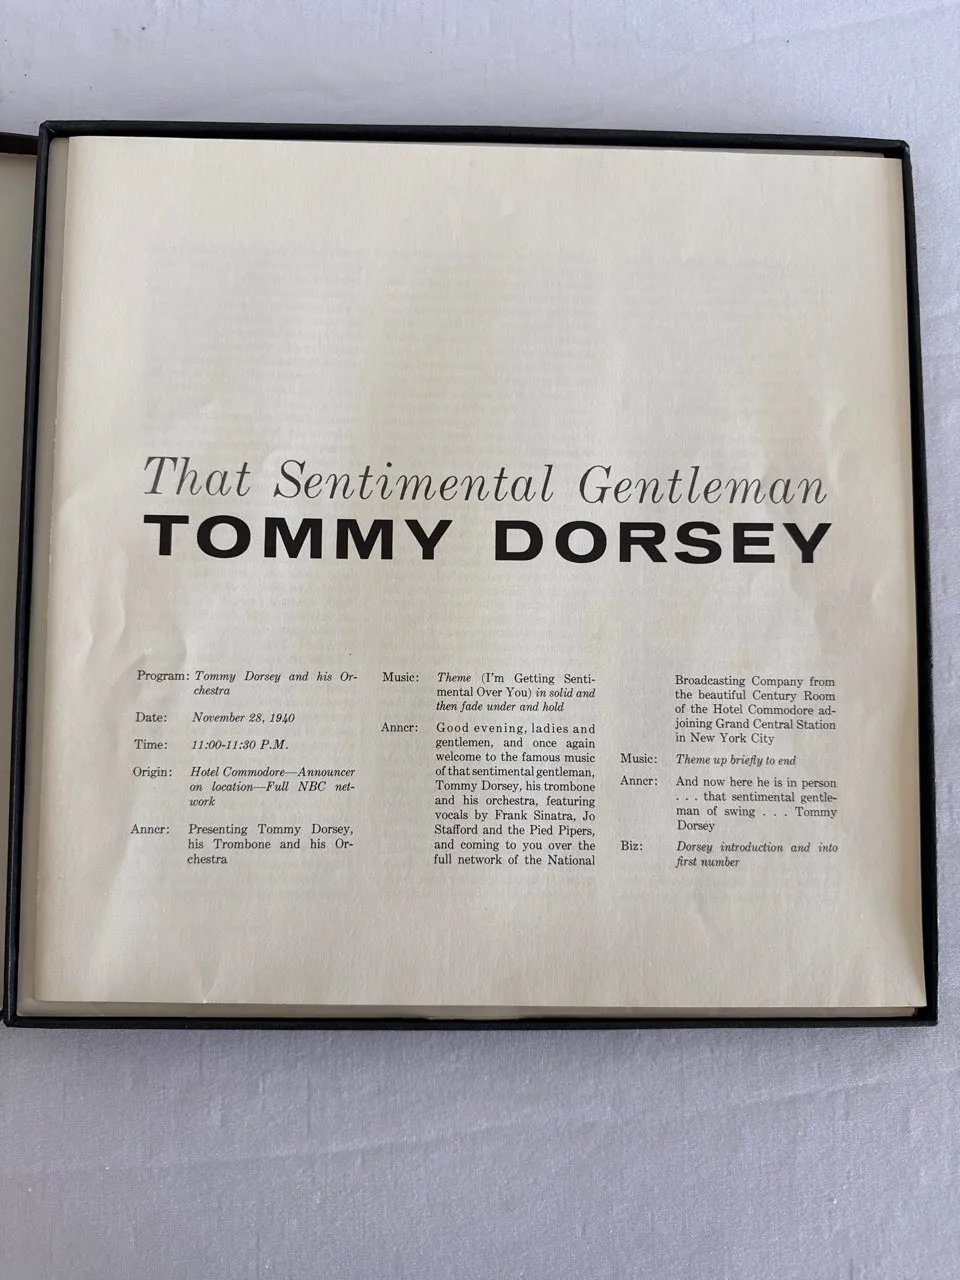 That Sentimental Gentleman
TOMMY DORSEY
Program: Tommy Dorsey and his Or-
chestra
Date: November 28, 1940
Time: 11:00-11:30 P.M.
Origin: Hotel Commodore—Announcer
on location—Full NBC net-
work
Anncr: Presenting Tommy Dorsey,
his Trombone and his Or-
chestra
Music: Theme (I'm Getting Senti-
mental Over You) in solid and
then fade under and hold
Anncr: Good evening, ladies and
gentlemen, and once again
welcome to the famous music
of that sentimental gentleman,
Tommy Dorsey, his trombone
and his orchestra, featuring
vocals by Frank Sinatra, Jo
Stafford and the Pied Pipers,
and coming to you over the
full network of the National
Broadcasting Company from
the beautiful Century Room
of the Hotel Commodore ad-
joining Grand Central Station
in New York City
Music: Theme up briefly to end
Anncr: And now here he is in person
. . . that sentimental gentle-
man of swing . . . Tommy
Dorsey
Biz: Dorsey introduction and into
first number